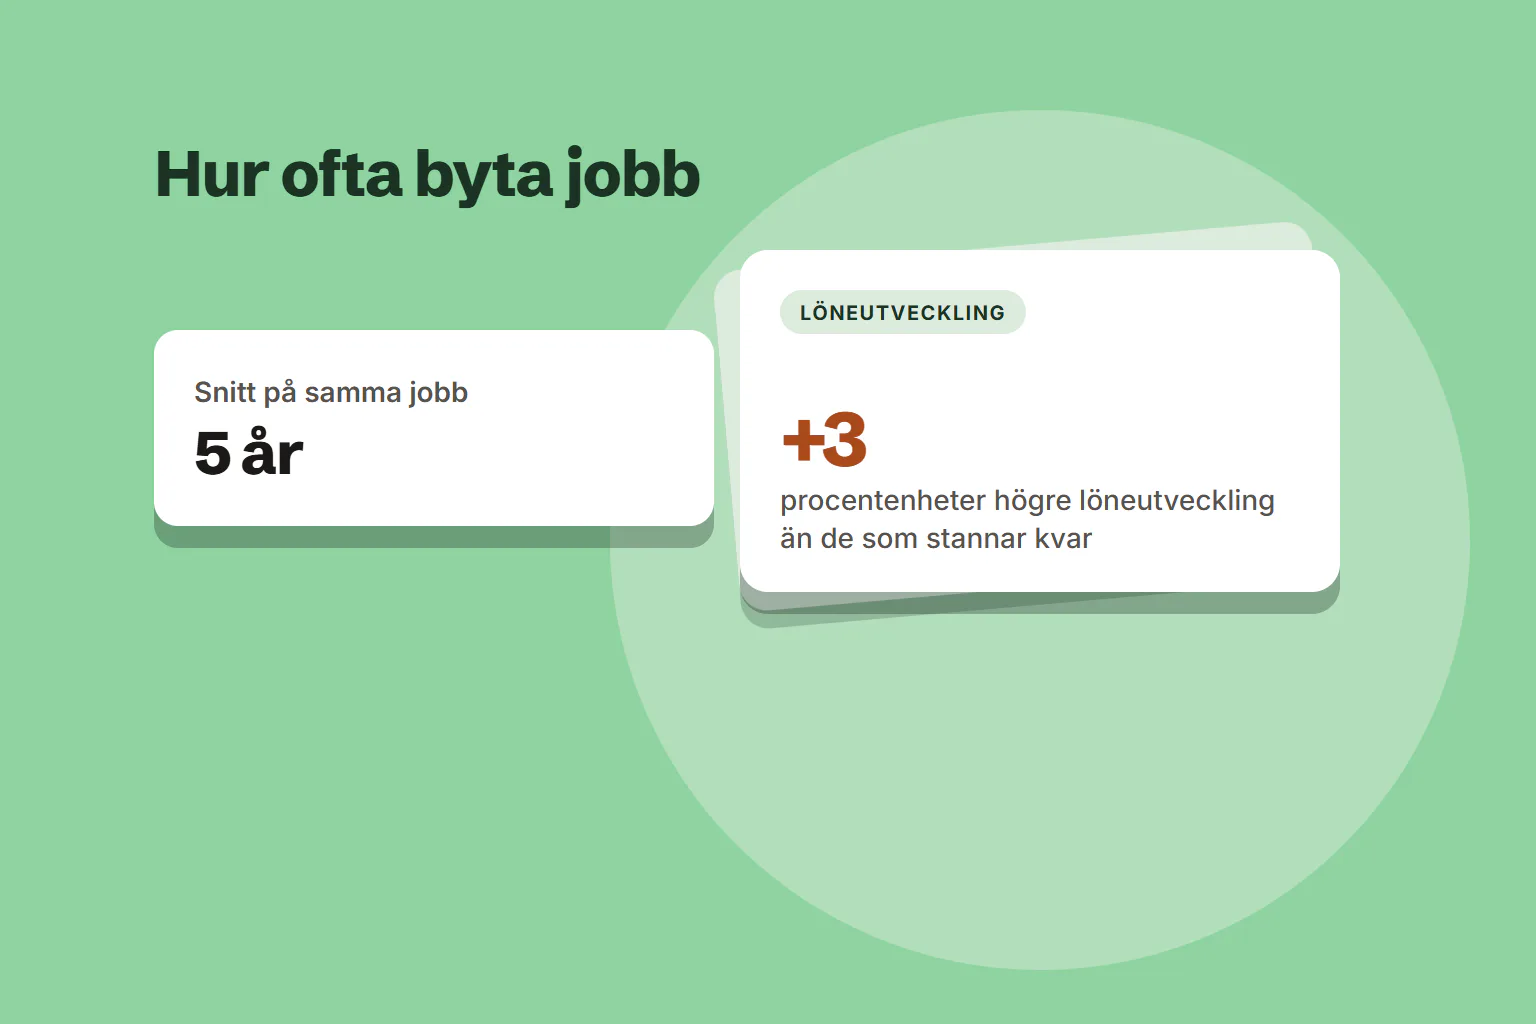 Hur ofta byta jobb
Snitt på samma jobb
5 år
LÖNEUTVECKLING
+3
procentenheter högre löneutveckling
än de som stannar kvar